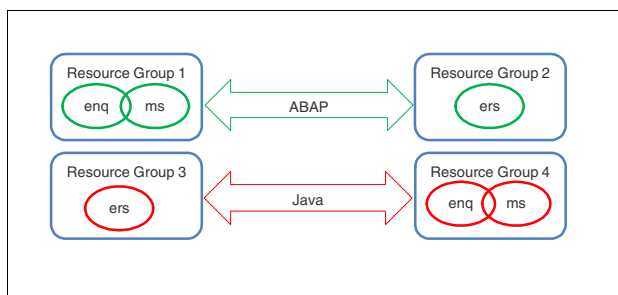 Resource Group 1
enq ms
ABAP
Resource Group 2
ers
Resource Group 3
ers
Java
Resource Group 4
enq ms